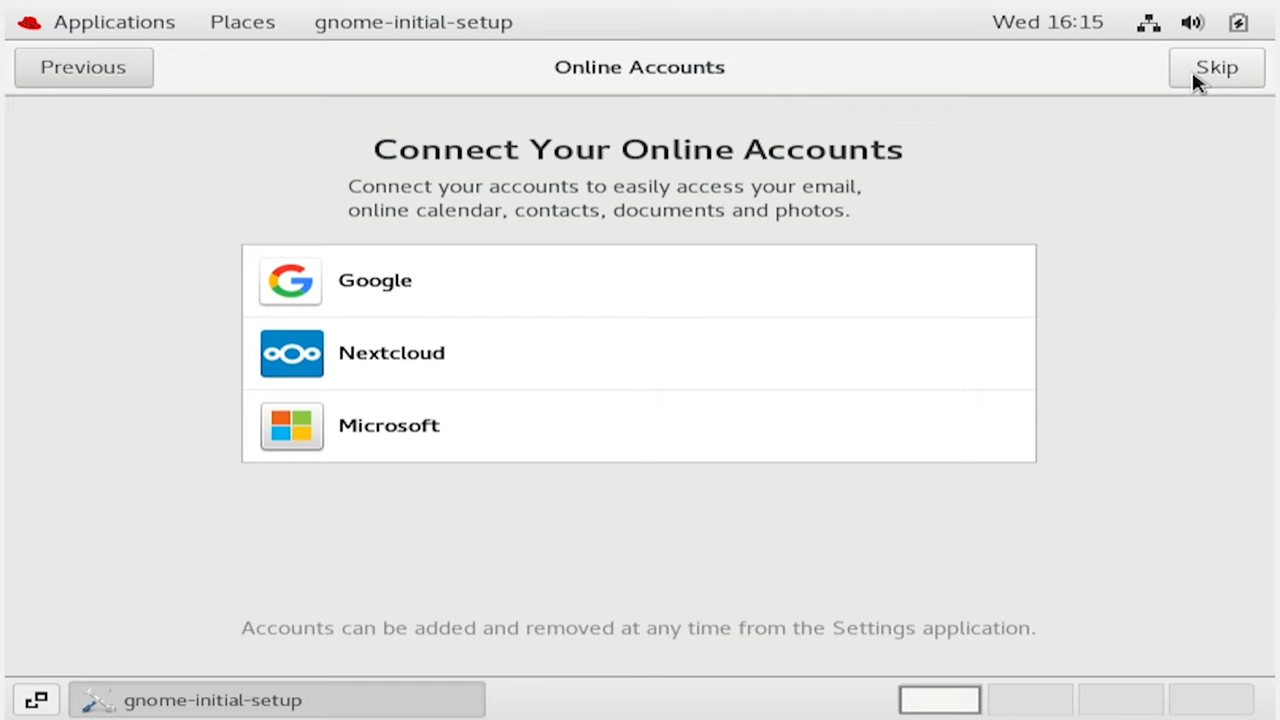 Applications Places gnome-initial-setup Wed 16:15
Previous Online Accounts Skip
Connect Your Online Accounts
Connect your accounts to easily access your email,
online calendar, contacts, documents and photos.
Google
Nextcloud
Microsoft
Accounts can be added and removed at any time from the Settings application.
gnome-initial-setup